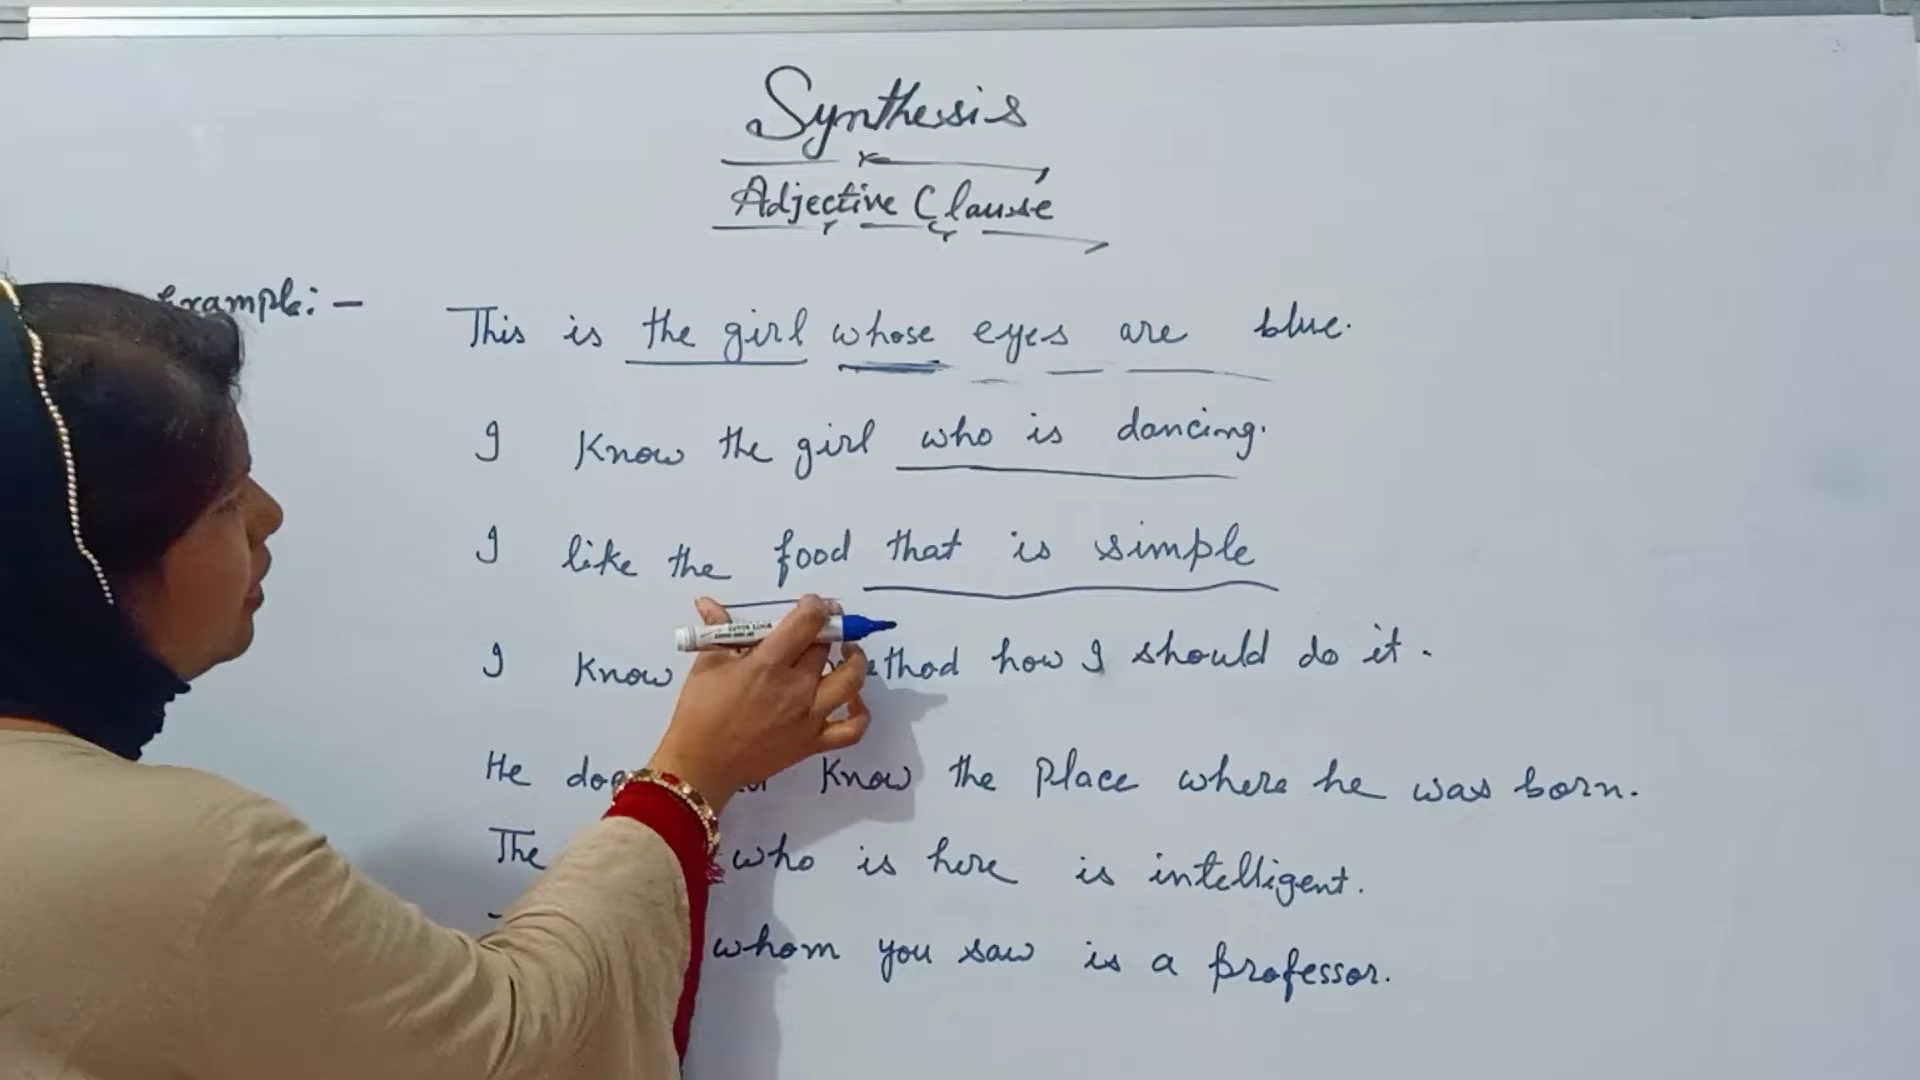 Synthesis
Adjective Clause
Example:-
This is the girl whose eyes are blue.
I know the girl who is dancing.
I like the food that is simple
I know method how I should do it.
He know the place where he was born.
The who is here is intelligent.
whom you saw is a professor.